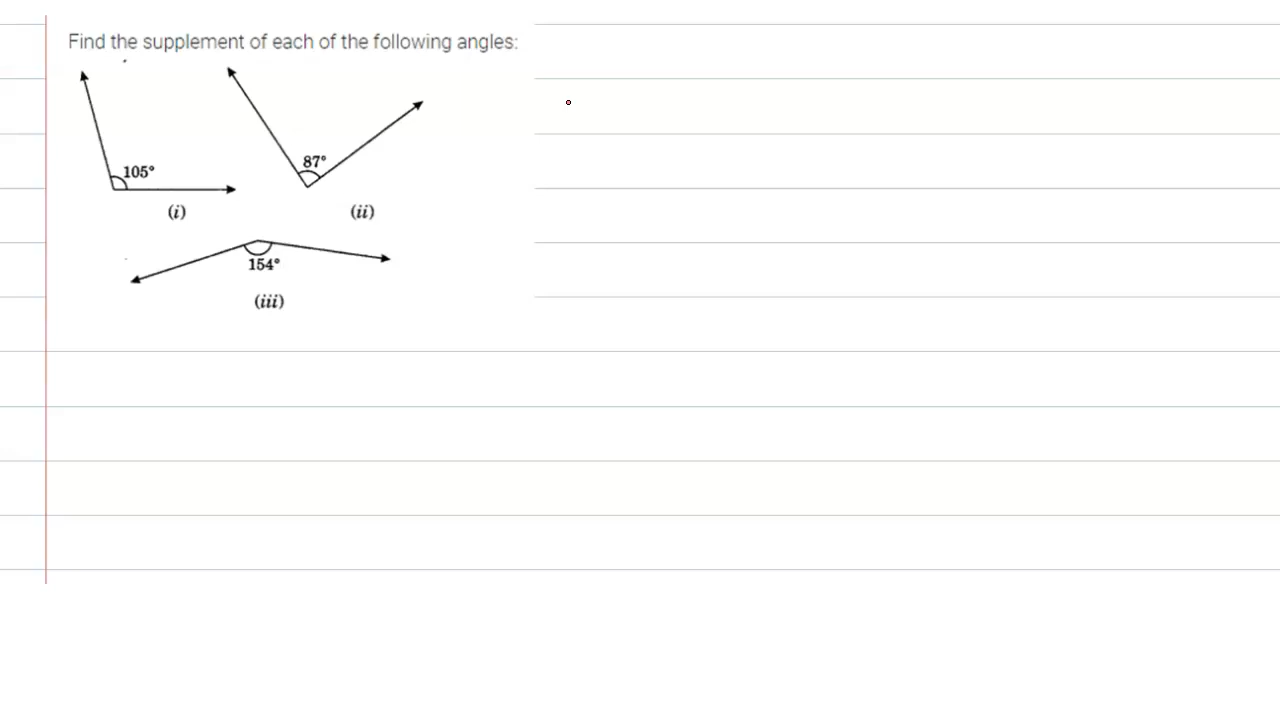 Find the supplement of each of the following angles:
105°
87°
(i)
(ii)
154°
(iii)